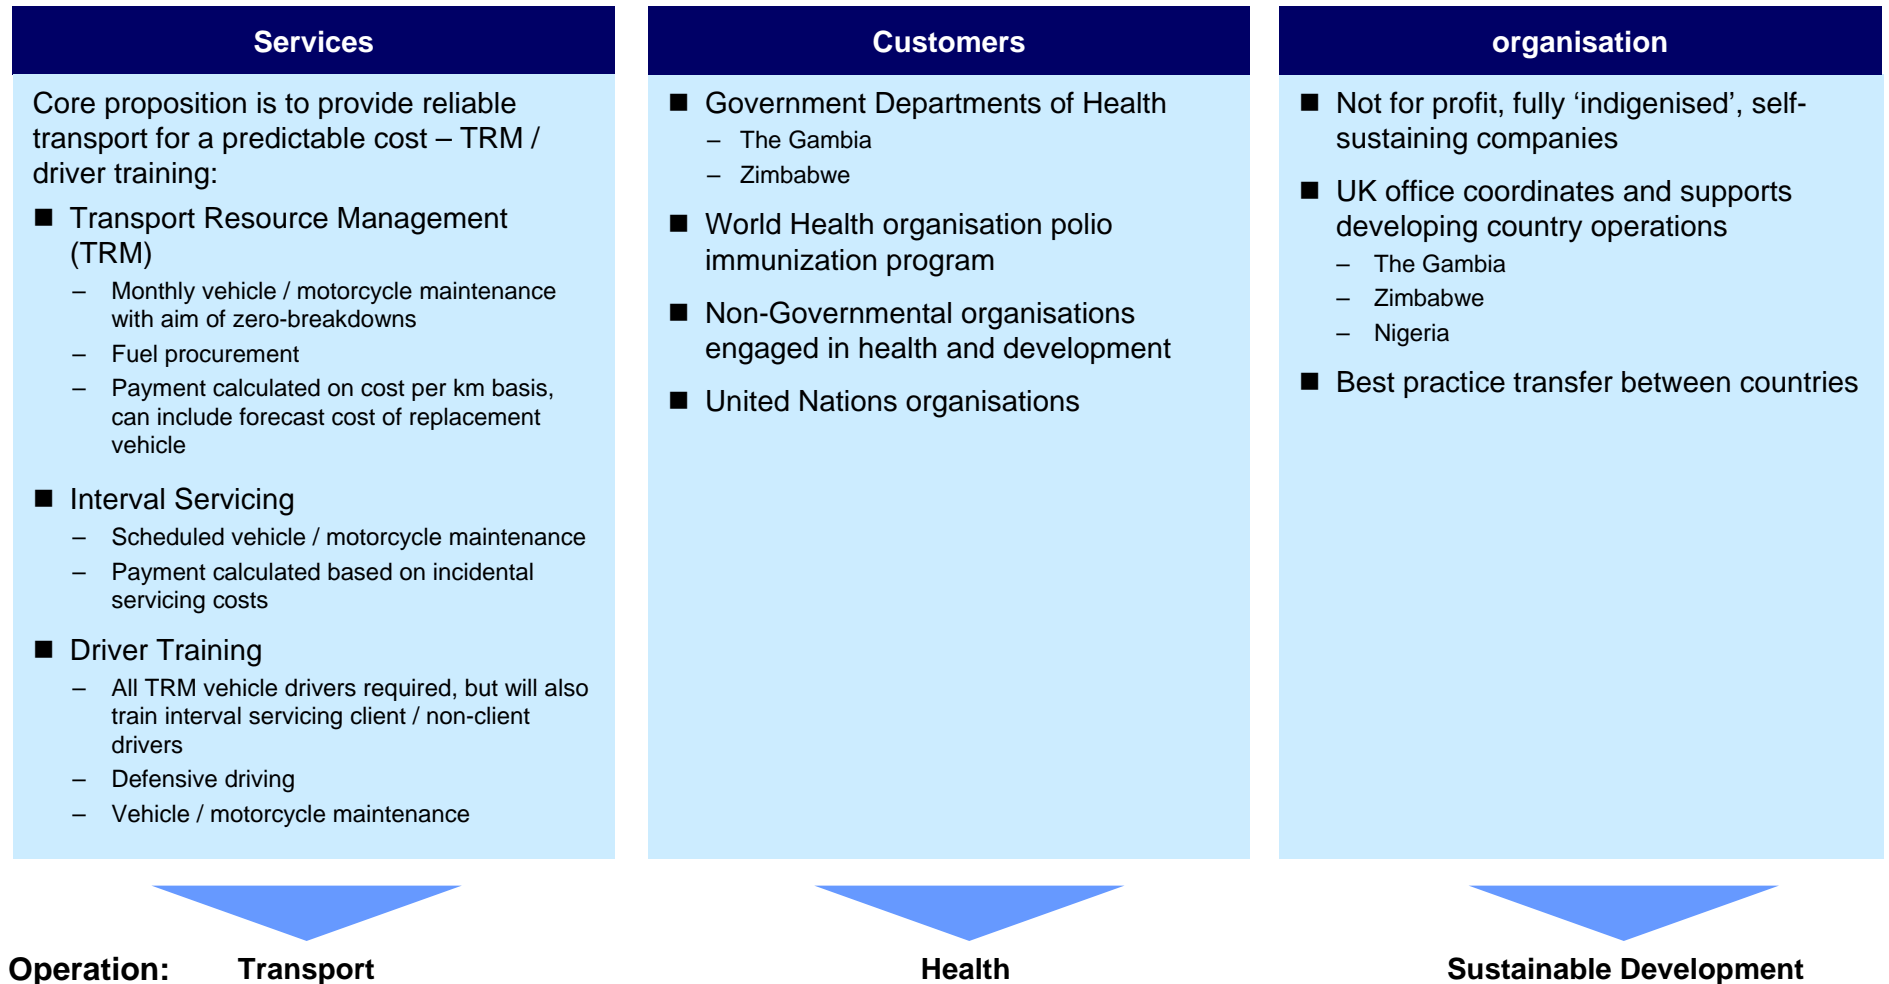 Services
Core proposition is to provide reliable
transport for a predictable cost – TRM /
driver training:
■ Transport Resource Management
(TRM)
– Monthly vehicle / motorcycle maintenance
with aim of zero-breakdowns
– Fuel procurement
– Payment calculated on cost per km basis,
can include forecast cost of replacement
vehicle
■ Interval Servicing
– Scheduled vehicle / motorcycle maintenance
– Payment calculated based on incidental
servicing costs
■ Driver Training
– All TRM vehicle drivers required, but will also
train interval servicing client / non-client
drivers
– Defensive driving
– Vehicle / motorcycle maintenance
Customers
■ Government Departments of Health
– The Gambia
– Zimbabwe
■ World Health organisation polio
immunization program
■ Non-Governmental organisations
engaged in health and development
■ United Nations organisations
organisation
■ Not for profit, fully ‘indigenised’, self-
sustaining companies
■ UK office coordinates and supports
developing country operations
– The Gambia
– Zimbabwe
– Nigeria
■ Best practice transfer between countries
Operation: Transport Health Sustainable Development